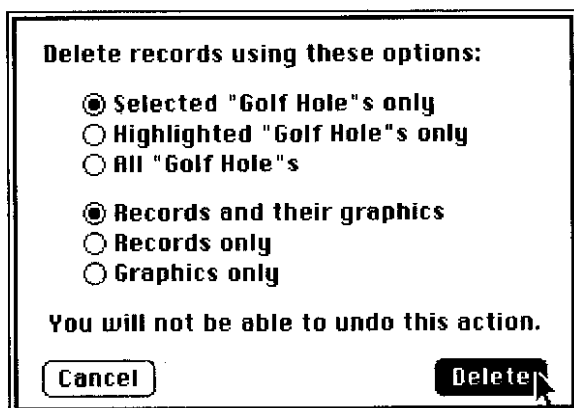 Delete records using these options:
Selected "Golf Hole"s only
Highlighted "Golf Hole"s only
All "Golf Hole"s
Records and their graphics
Records only
Graphics only
You will not be able to undo this action.
Cancel
Delete